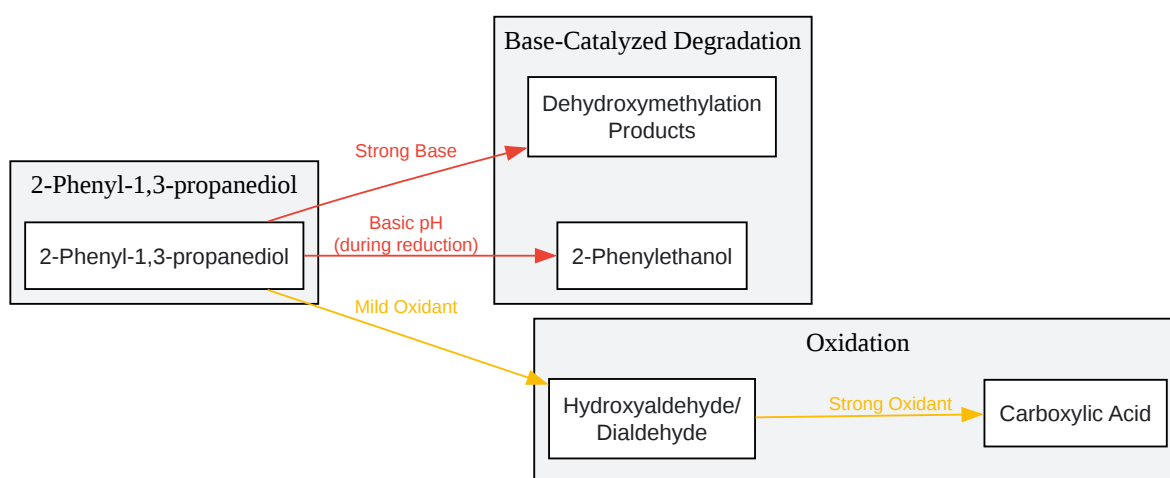 Base-Catalyzed Degradation
Dehydroxymethylation
Products
Strong Base
2-Phenyl-1,3-propanediol
2-Phenyl-1,3-propanediol
Basic pH
(during reduction)
2-Phenylethanol
Mild Oxidant
Oxidation
Hydroxyaldehyde/
Dialdehyde
Strong Oxidant
Carboxylic Acid